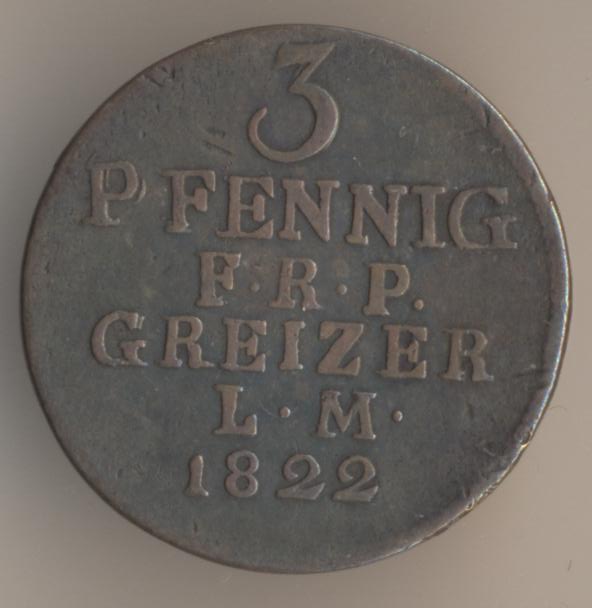 3
PFENNIG
F·R·P.
GREIZER
L·M·
1822